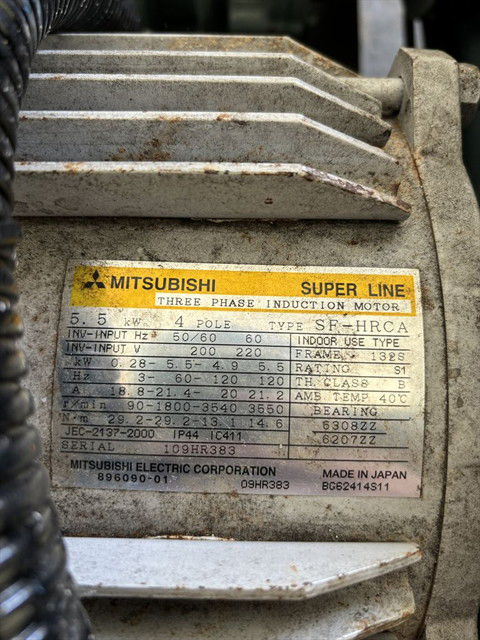 MITSUBISHI SUPER LINE
THREE PHASE INDUCTION MOTOR
5.5 kW 4 POLE TYPE SF-HRCA
INV-INPUT Hz 50/60 60 INDOOR USE TYPE
INV-INPUT V 200 220 FRAME 132S
kW 0.28- 5.5- 4.9 5.5 RATING S1
Hz 3- 60- 120 120 TH.CLASS B
A 18.8-21.4- 20 21.2 AMB TEMP 40°C
r/min 90-1800-3540 3550 BEARING
N·m 29.2-29.2-13.1 14.6 6308ZZ
JEC-2137-2000 IP44 IC411 6207ZZ
SERIAL 109HR383
MITSUBISHI ELECTRIC CORPORATION MADE IN JAPAN
896090-01 09HR383 BG62414S11